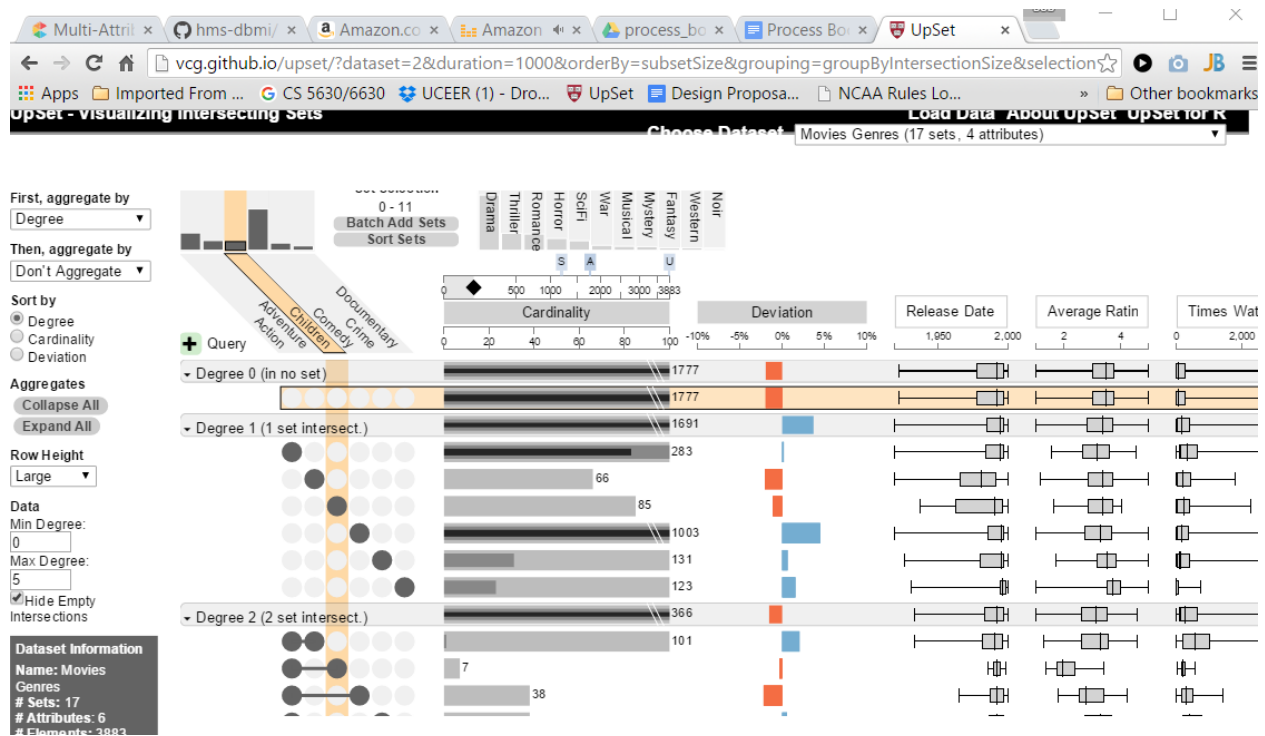 Multi-Attrib × hms-dbmi/ × Amazon.co × Amazon × process_bo × Process Boo × UpSet ×
vcg.github.io/upset/?dataset=2&duration=1000&orderBy=subsetSize&grouping=groupByIntersectionSize&selection JB
Apps Imported From ... CS 5630/6630 UCEER (1) - Dro... UpSet Design Proposa... NCAA Rules Lo... » Other bookmarks
UpSet - Visualizing Intersecting Sets Load Data About UpSet UpSet for R
Choose Dataset Movies Genres (17 sets, 4 attributes)
First, aggregate by
Degree
Then, aggregate by
Don't Aggregate
Sort by
Degree
Cardinality
Deviation
Aggregates
Collapse All
Expand All
Row Height
Large
Data
Min Degree:
0
Max Degree:
5
Hide Empty
Intersections
Dataset Information
Name: Movies
Genres
# Sets: 17
# Attributes: 6
# Elements: 3883
Set Selection
0 - 11
Batch Add Sets
Sort Sets
Drama
Thriller
Romance
Horror
SciFi
War
Musical
Mystery
Fantasy
Western
Noir
S A U
Action
Adventure
Children
Comedy
Crime
Documentary
+ Query
0 500 1000 2000 3000 3883
Cardinality
0 20 40 60 80 100
Deviation
-10% -5% 0% 5% 10%
Release Date
1,950 2,000
Average Ratin
2 4
Times Wat
0 2,000
Degree 0 (in no set) 1777
1777
Degree 1 (1 set intersect.) 1691
283
66
85
1003
131
123
Degree 2 (2 set intersect.) 366
101
7
38